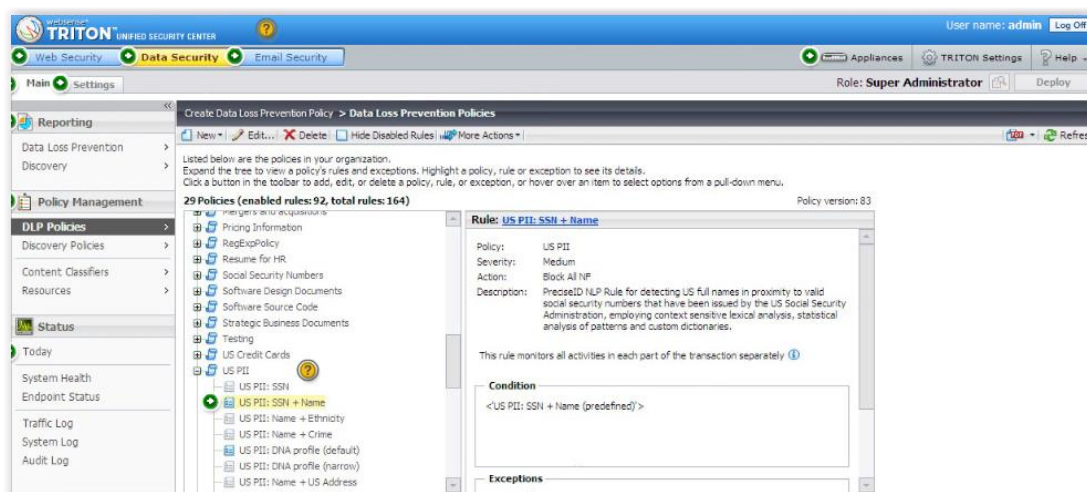 websense
TRITON™ UNIFIED SECURITY CENTER
?
User name: admin Log Off
Web Security Data Security Email Security
Appliances TRITON Settings Help
Main Settings
Role: Super Administrator Deploy
Reporting
Data Loss Prevention
Discovery
Policy Management
DLP Policies
Discovery Policies
Content Classifiers
Resources
Status
Today
System Health
Endpoint Status
Traffic Log
System Log
Audit Log
Create Data Loss Prevention Policy > Data Loss Prevention Policies
New Edit... Delete Hide Disabled Rules More Actions
Refres
Listed below are the policies in your organization.
Expand the tree to view a policy's rules and exceptions. Highlight a policy, rule or exception to see its details.
Click a button in the toolbar to add, edit, or delete a policy, rule, or exception, or hover over an item to select options from a pull-down menu.
29 Policies (enabled rules: 92, total rules: 164)
Policy version: 83
Mergers and acquisitions
Pricing Information
RegExpPolicy
Resume for HR
Social Security Numbers
Software Design Documents
Software Source Code
Strategic Business Documents
Testing
US Credit Cards
US PII
?
US PII: SSN
US PII: SSN + Name
US PII: Name + Ethnicity
US PII: Name + Crime
US PII: DNA profile (default)
US PII: DNA profile (narrow)
US PII: Name + US Address
Rule: US PII: SSN + Name
Policy: US PII
Severity: Medium
Action: Block All NF
Description: PreciseID NLP Rule for detecting US full names in proximity to valid
social security numbers that have been issued by the US Social Security
Administration, employing context sensitive lexical analysis, statistical
analysis of patterns and custom dictionaries.
This rule monitors all activities in each part of the transaction separately
Condition
<'US PII: SSN + Name (predefined)'>
Exceptions